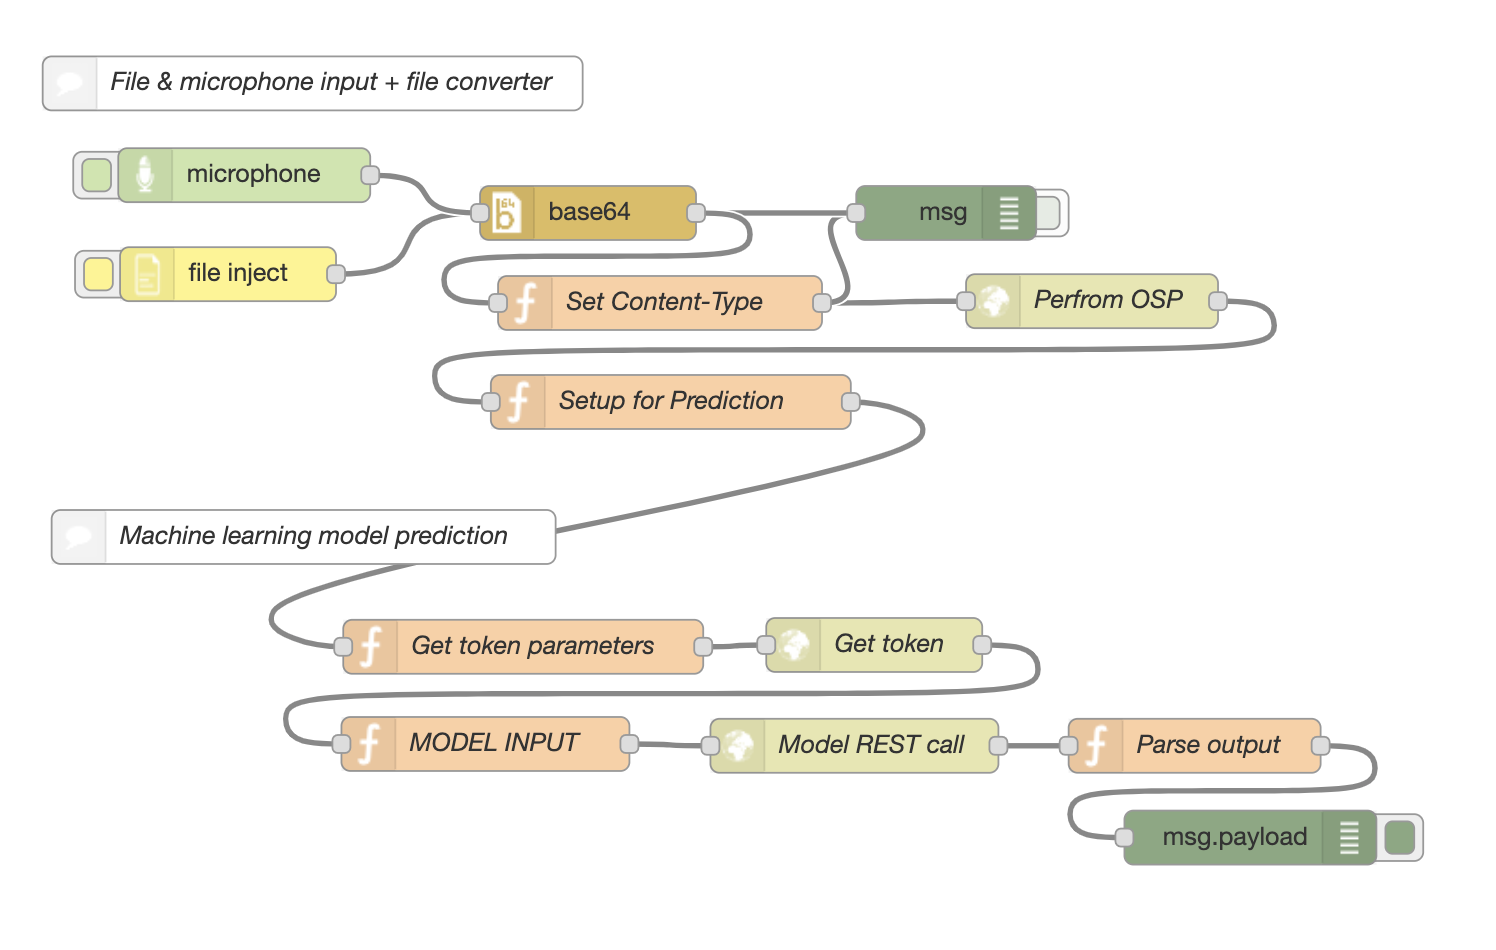 File & microphone input + file converter
microphone
base64
msg
file inject
Set Content-Type
Perfrom OSP
Setup for Prediction
Machine learning model prediction
Get token parameters
Get token
MODEL INPUT
Model REST call
Parse output
msg.payload